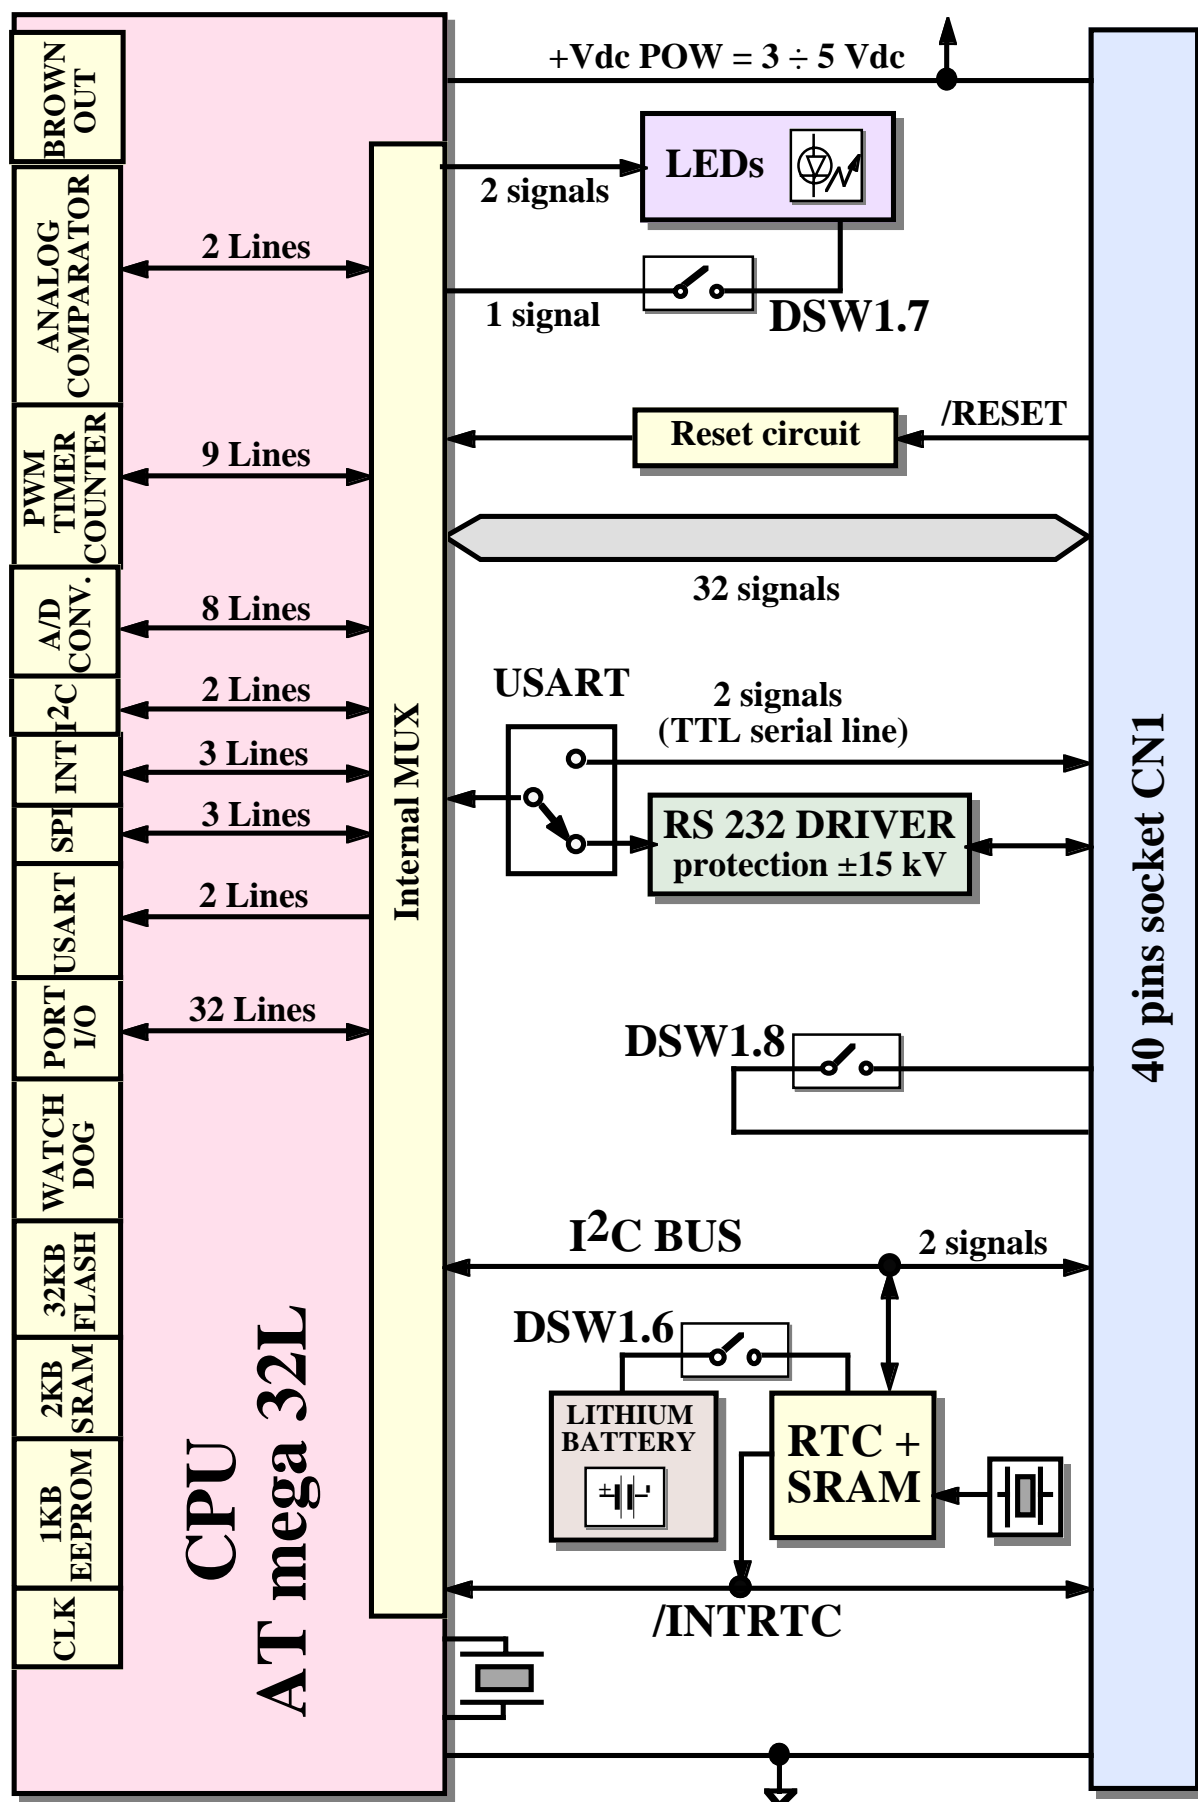 BROWN
OUT
ANALOG
COMPARATOR
PWM
TIMER
COUNTER
A/D
CONV.
I²C
INT
SPI
USART
PORT
I/O
WATCH
DOG
32KB
FLASH
2KB
SRAM
1KB
EEPROM
CLK
2 Lines
9 Lines
8 Lines
2 Lines
3 Lines
3 Lines
2 Lines
32 Lines
CPU
AT mega 32L
Internal MUX
+Vdc POW = 3 ÷ 5 Vdc
LEDs
2 signals
1 signal
DSW1.7
Reset circuit
/RESET
32 signals
USART
2 signals
(TTL serial line)
RS 232 DRIVER
protection ±15 kV
DSW1.8
I²C BUS
2 signals
DSW1.6
LITHIUM
BATTERY
RTC +
SRAM
/INTRTC
40 pins socket CN1